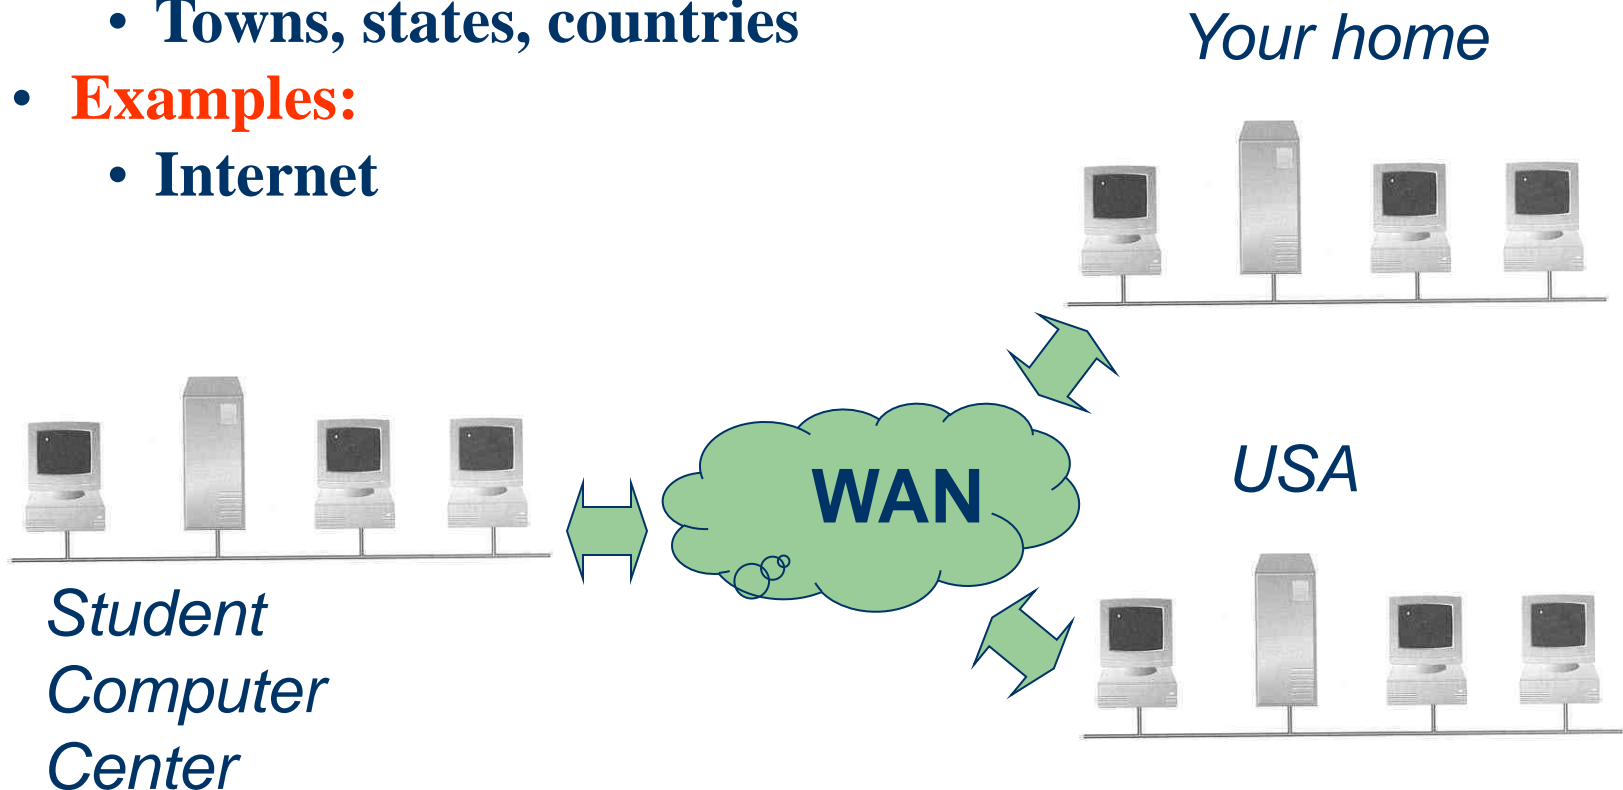 • Towns, states, countries
• Examples:
• Internet
Your home
WAN
USA
Student
Computer
Center